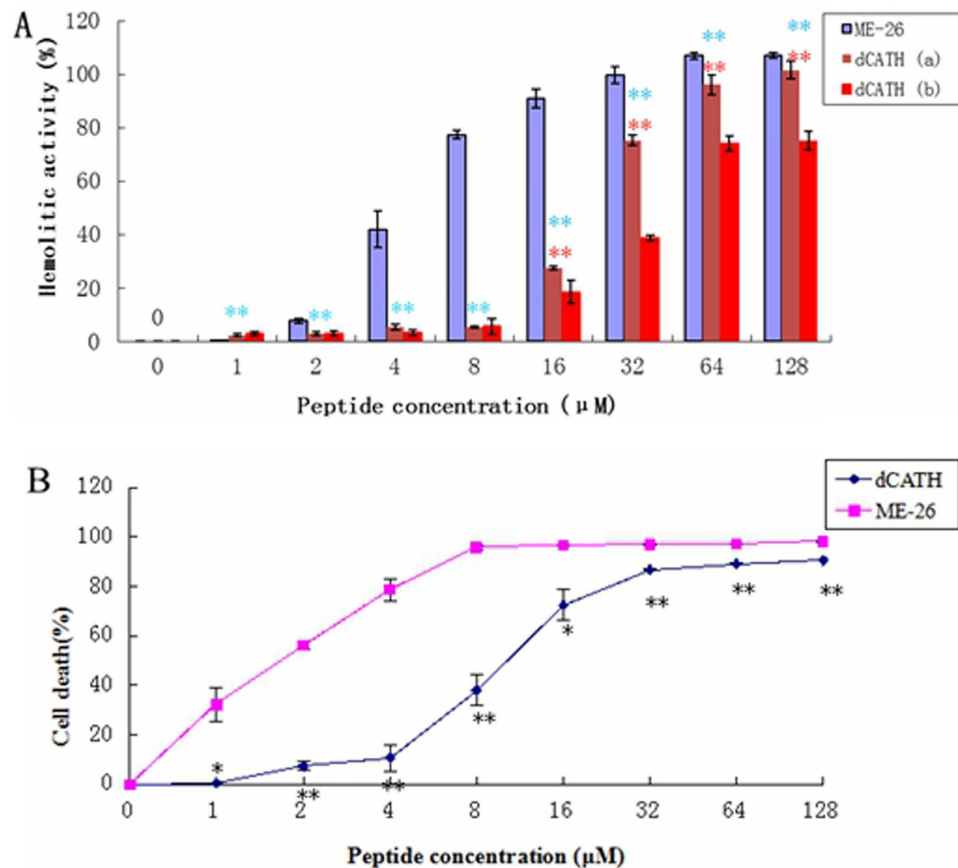 A
120
100
80
60
40
20
0
Hemolitic activity (%)
0
**
**
**
**
**
**
**
**
**
**
**
**
0 1 2 4 8 16 32 64 128
Peptide concentration (μM)
ME-26
dCATH (a)
dCATH (b)
B
120
100
80
60
40
20
0
Cell death(%)
*
**
**
**
*
**
**
**
0 1 2 4 8 16 32 64 128
Peptide concentration (μM)
dCATH
ME-26